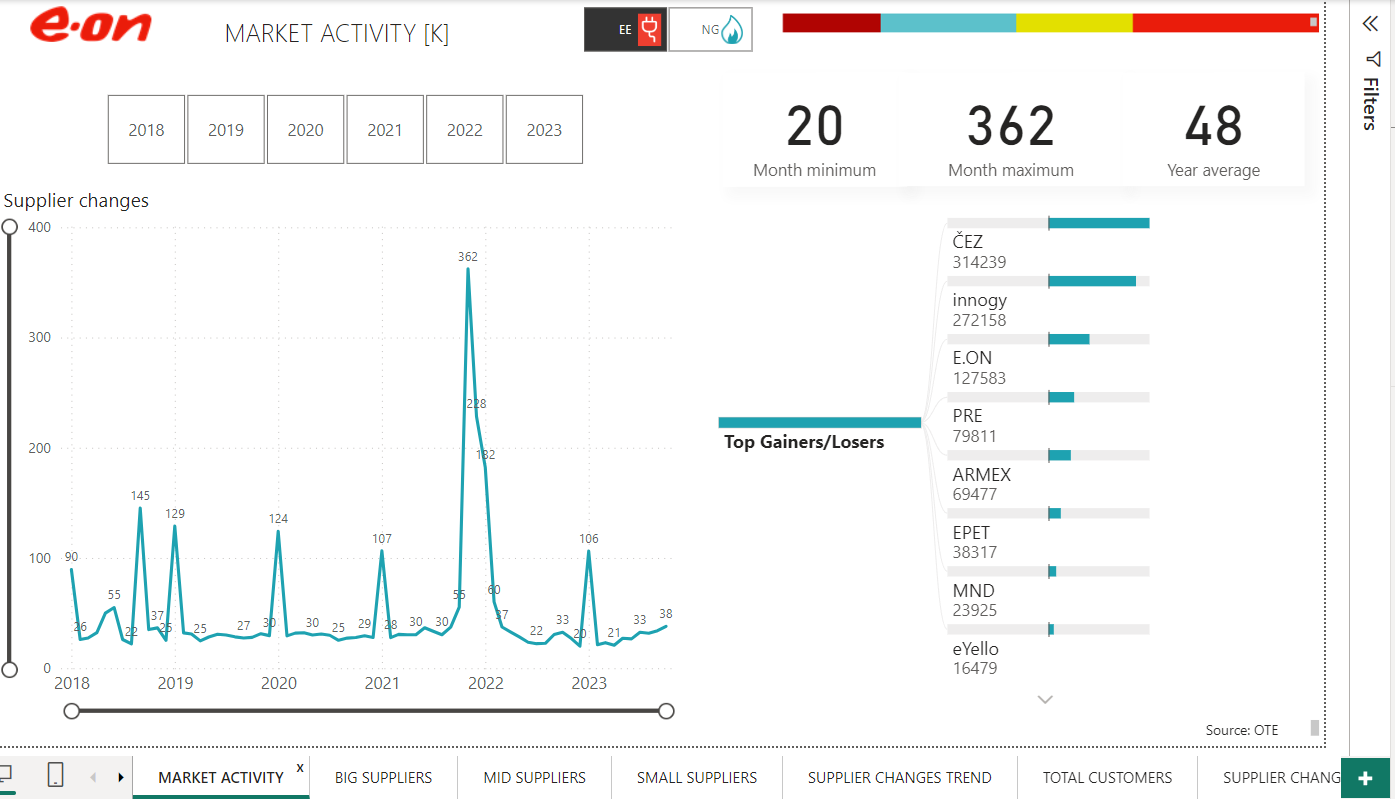 e·on
MARKET ACTIVITY [K]
EE
NG
Filters
2018 2019 2020 2021 2022 2023
20 362 48
Month minimum Month maximum Year average
Supplier changes
400
300
200
100
0
362
228
182
145
129
124
107
106
90
55
55
60
26
22
37
25
25
27
30
30
25
29
28
30
30
37
22
33
20
21
33
38
2018 2019 2020 2021 2022 2023
Top Gainers/Losers
ČEZ
314239
innogy
272158
E.ON
127583
PRE
79811
ARMEX
69477
EPET
38317
MND
23925
eYello
16479
Source: OTE
MARKET ACTIVITY x BIG SUPPLIERS MID SUPPLIERS SMALL SUPPLIERS SUPPLIER CHANGES TREND TOTAL CUSTOMERS SUPPLIER CHANG
+